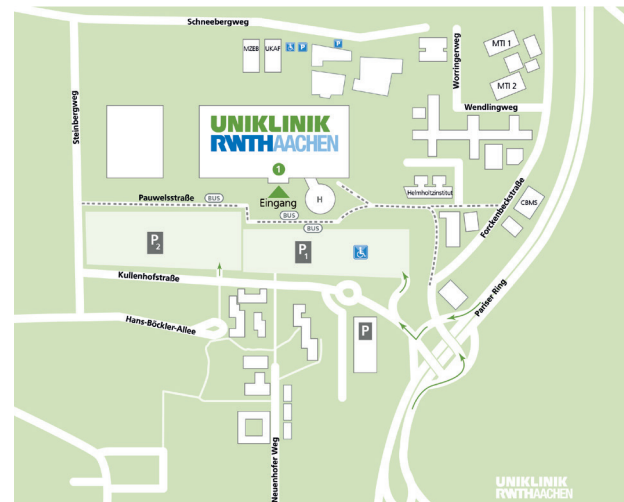 Schneebergweg
MZEB
UKAF
P
P
Worringerweg
MTI 1
MTI 2
Steinbergweg
Wendlingweg
UNIKLINIK
RWTHAACHEN
1
Eingang
H
Helmholtzinstitut
Pauwelsstraße
BUS
BUS
BUS
CBMS
Forckenbeckstraße
P2
P1
Kullenhofstraße
Pariser Ring
Hans-Böckler-Allee
P
Neuenhofer Weg
UNIKLINIK
RWTHAACHEN